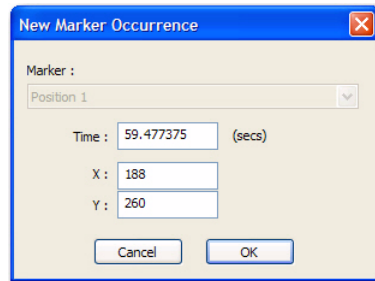 New Marker Occurrence
Marker :
Position 1
Time : 59.477375 (secs)
X : 188
Y : 260
Cancel OK